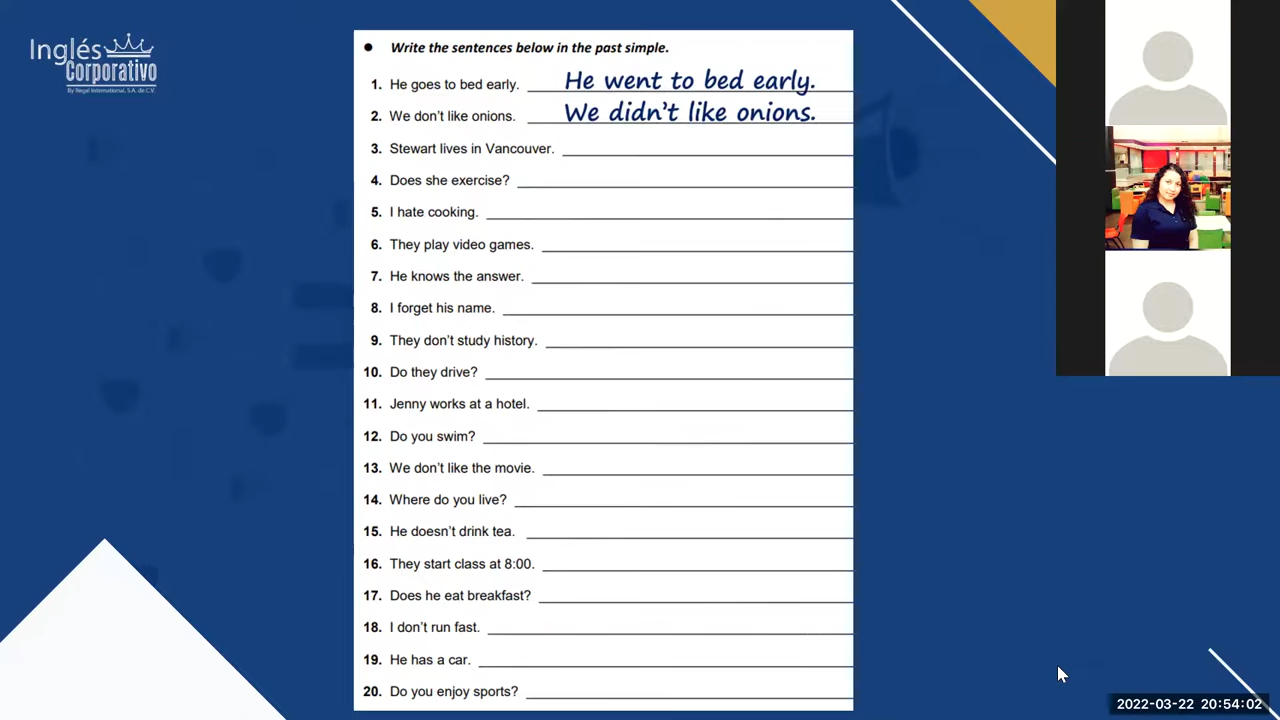 Inglés
Corporativo
By Regal International, S.A. de C.V.
● Write the sentences below in the past simple.
1. He goes to bed early. He went to bed early.
2. We don't like onions. We didn't like onions.
3. Stewart lives in Vancouver.
4. Does she exercise?
5. I hate cooking.
6. They play video games.
7. He knows the answer.
8. I forget his name.
9. They don't study history.
10. Do they drive?
11. Jenny works at a hotel.
12. Do you swim?
13. We don't like the movie.
14. Where do you live?
15. He doesn't drink tea.
16. They start class at 8:00.
17. Does he eat breakfast?
18. I don't run fast.
19. He has a car.
20. Do you enjoy sports?
2022-03-22 20:54:02